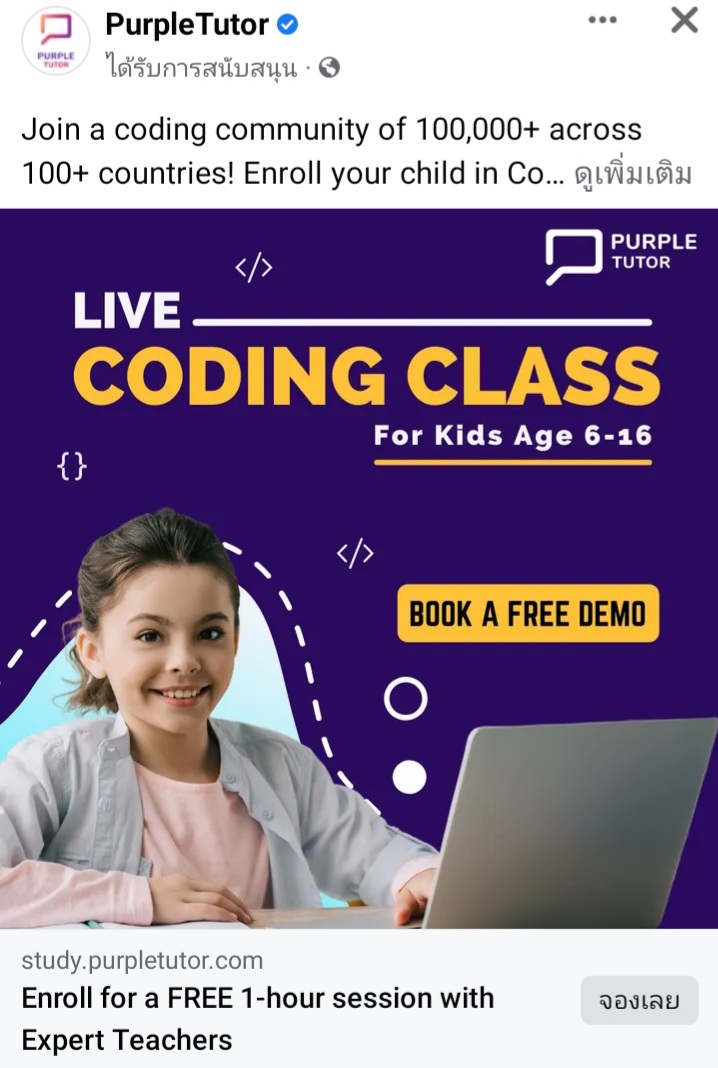 PurpleTutor
PURPLE
TUTOR
ได้รับการสนับสนุน ·
Join a coding community of 100,000+ across
100+ countries! Enroll your child in Co... ดูเพิ่มเติม
PURPLE
TUTOR
</>
LIVE
CODING CLASS
For Kids Age 6-16
{}
</>
BOOK A FREE DEMO
study.purpletutor.com
Enroll for a FREE 1-hour session with
Expert Teachers
จองเลย